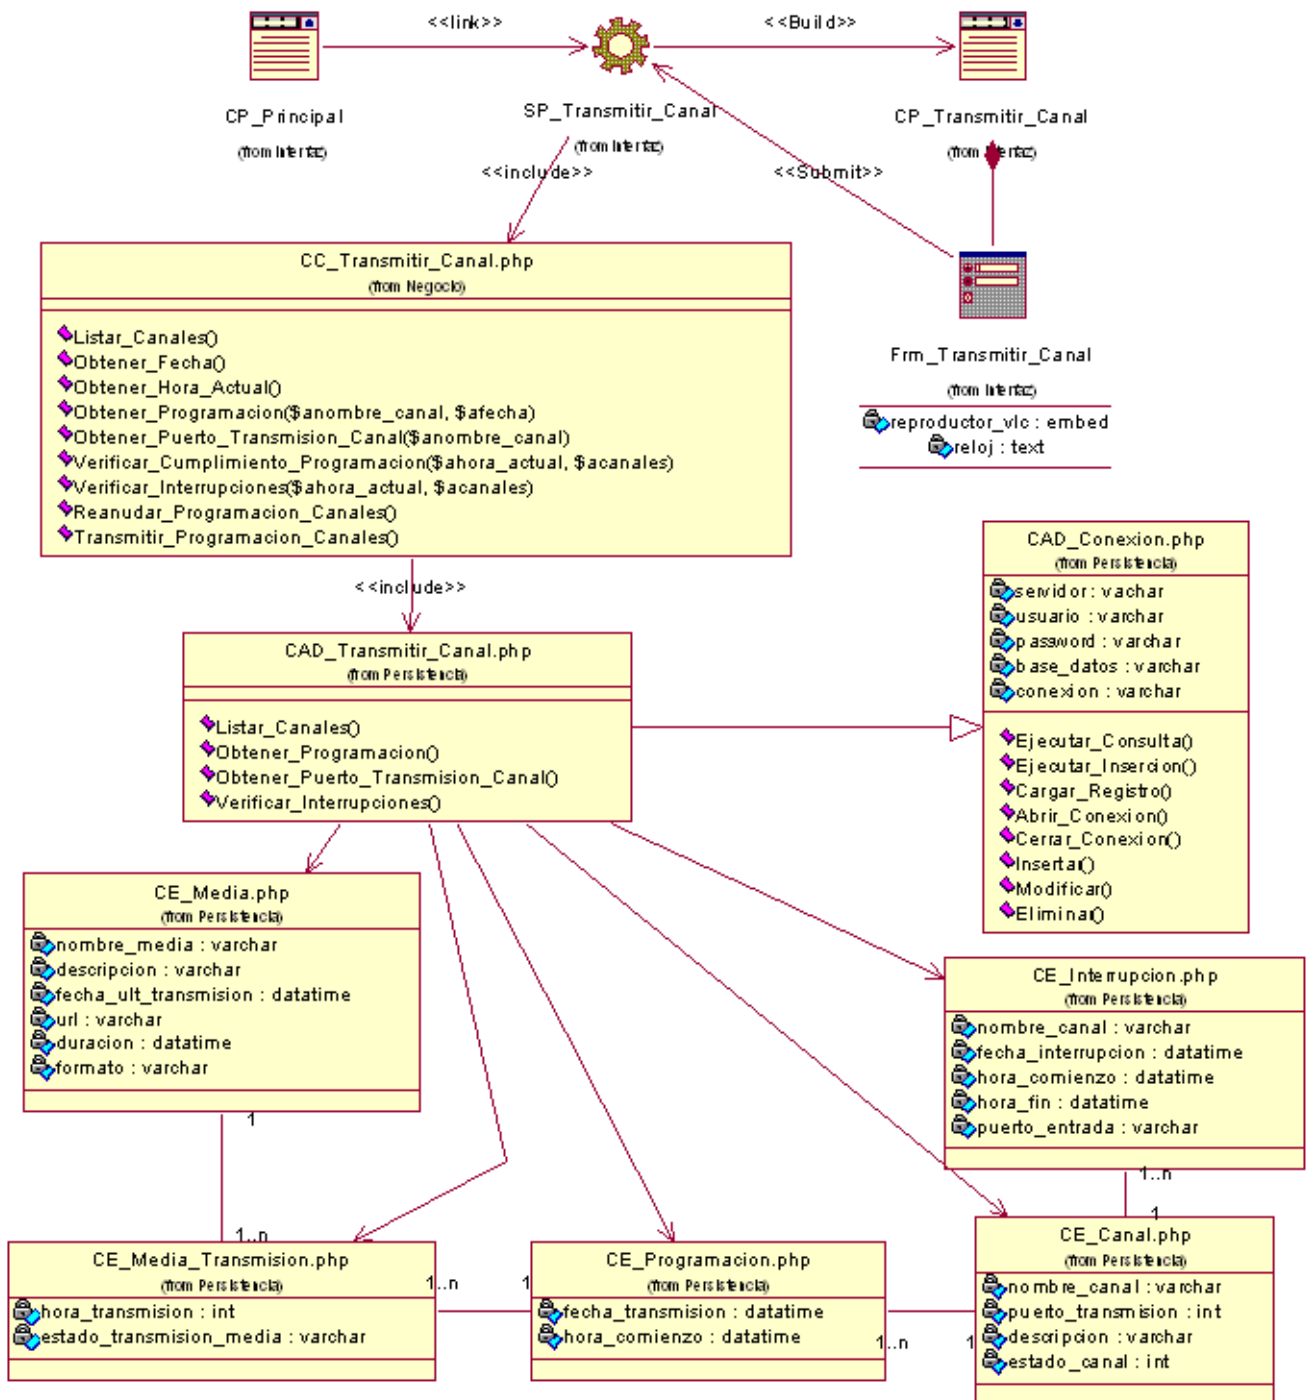 <<link>>
<<Build>>
CP_Principal
(from Interfaz)
SP_Transmitir_Canal
(from Interfaz)
CP_Transmitir_Canal
(from Interfaz)
<<include>>
<<Submit>>
CC_Transmitir_Canal.php
(from Negocio)
Listar_Canales()
Obtener_Fecha()
Obtener_Hora_Actual()
Obtener_Programacion($anombre_canal, $afecha)
Obtener_Puerto_Transmision_Canal($anombre_canal)
Verificar_Cumplimiento_Programacion($ahora_actual, $acanales)
Verificar_Interrupciones($ahora_actual, $acanales)
Reanudar_Programacion_Canales()
Transmitir_Programacion_Canales()
Frm_Transmitir_Canal
(from Interfaz)
reproductor_vlc : embed
reloj : text
<<include>>
CAD_Conexion.php
(from Persistencia)
servidor : vachar
usuario : varchar
password : varchar
base_datos : varchar
conexion : varchar
Ejecutar_Consulta()
Ejecutar_Insercion()
Cargar_Registro()
Abrir_Conexion()
Cerrar_Conexion()
Insertar()
Modificar()
Eliminar()
CAD_Transmitir_Canal.php
(from Persistencia)
Listar_Canales()
Obtener_Programacion()
Obtener_Puerto_Transmision_Canal()
Verificar_Interrupciones()
CE_Media.php
(from Persistencia)
nombre_media : varchar
descripcion : varchar
fecha_ult_transmision : datatime
url : varchar
duracion : datatime
formato : varchar
1
1..n
CE_Interrupcion.php
(from Persistencia)
nombre_canal : varchar
fecha_interrupcion : datatime
hora_comienzo : datatime
hora_fin : datatime
puerto_entrada : varchar
1..n
1
CE_Media_Transmision.php
(from Persistencia)
hora_transmision : int
estado_transmision_media : varchar
1..n
1
CE_Programacion.php
(from Persistencia)
fecha_transmision : datatime
hora_comienzo : datatime
1..n
1
CE_Canal.php
(from Persistencia)
nombre_canal : varchar
puerto_transmision : int
descripcion : varchar
estado_canal : int